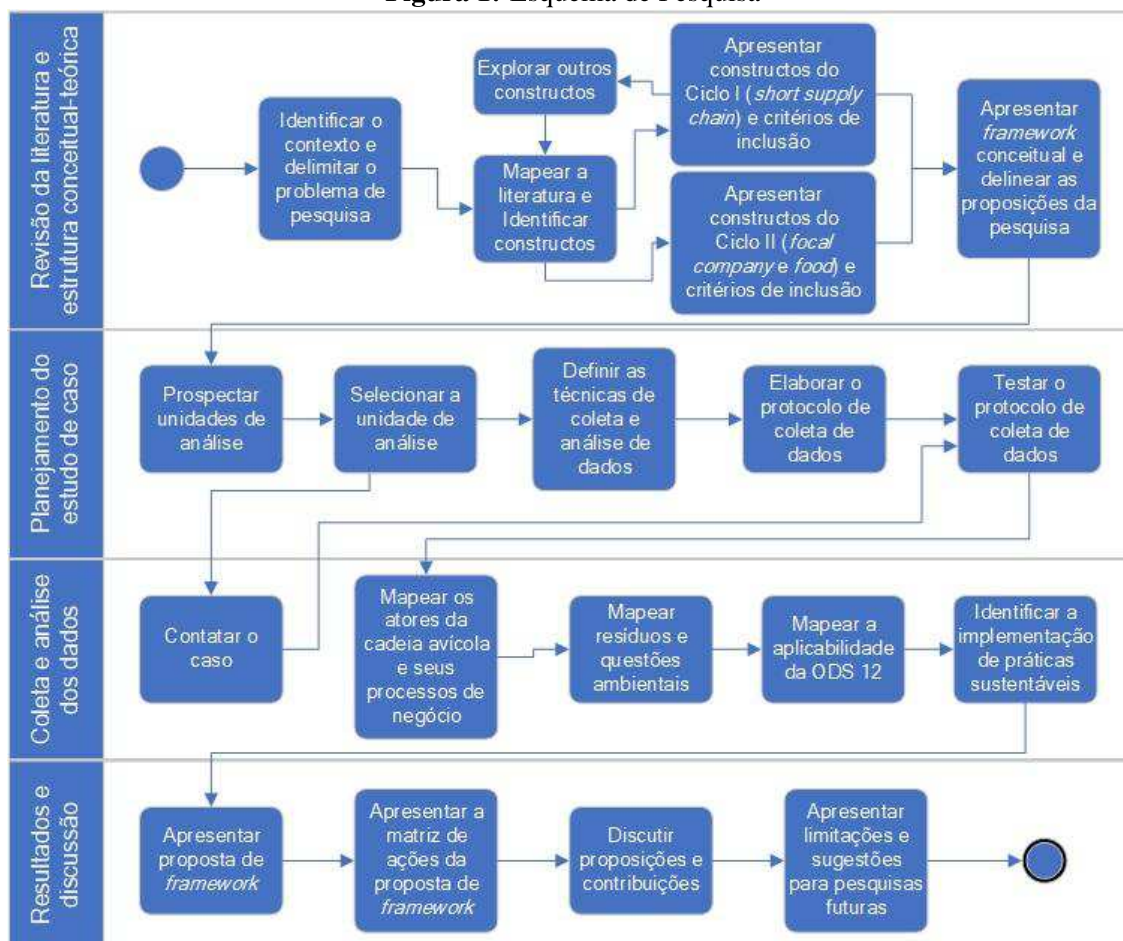 Figura 1. Esquema de Pesquisa
Revisão da literatura e
estrutura conceitual-teórica
Identificar o
contexto e
delimitar o
problema de
pesquisa
Explorar outros
constructos
Mapear a
literatura e
Identificar
constructos
Apresentar
constructos do
Ciclo I (short supply
chain) e critérios de
inclusão
Apresentar
constructos do
Ciclo II (focal
company e food) e
critérios de inclusão
Apresentar
framework
conceitual e
delinear as
proposições da
pesquisa
Planejamento do
estudo de caso
Prospectar
unidades de
análise
Selecionar a
unidade de
análise
Definir as
técnicas de
coleta e
análise de
dados
Elaborar o
protocolo de
coleta de
dados
Testar o
protocolo de
coleta de
dados
Coleta e análise
dos dados
Contatar o
caso
Mapear os
atores da
cadeia avícola
e seus
processos de
negócio
Mapear
resíduos e
questões
ambientais
Mapear a
aplicabilidade
da ODS 12
Identificar a
implementação
de práticas
sustentáveis
Resultados e
discussão
Apresentar
proposta de
framework
Apresentar a
matriz de
ações da
proposta de
framework
Discutir
proposições e
contribuições
Apresentar
limitações e
sugestões
para pesquisas
futuras